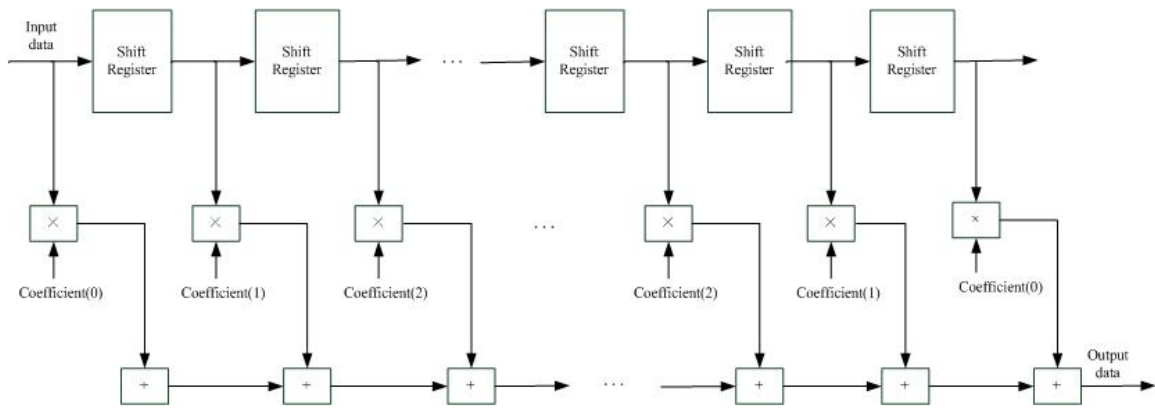 Input
data
Shift
Register
Shift
Register
...
Shift
Register
Shift
Register
Shift
Register
×
×
×
...
×
×
×
Coefficient(0)
Coefficient(1)
Coefficient(2)
Coefficient(2)
Coefficient(1)
Coefficient(0)
+
+
+
...
+
+
+
Output
data